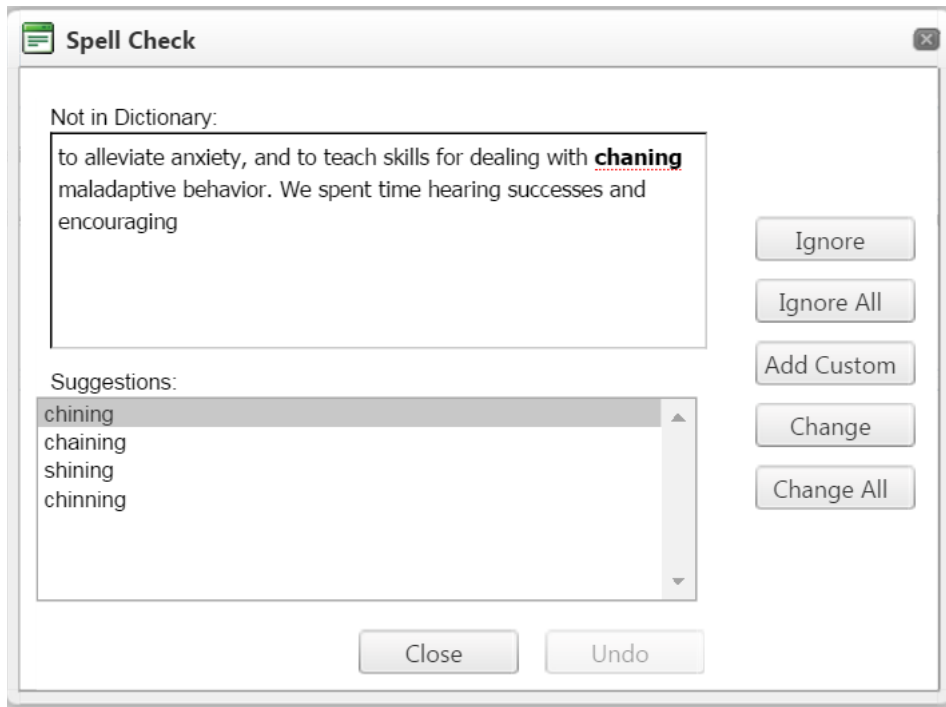 Spell Check
Not in Dictionary:
to alleviate anxiety, and to teach skills for dealing with chaning
maladaptive behavior. We spent time hearing successes and
encouraging
Ignore
Ignore All
Add Custom
Change
Change All
Suggestions:
chining
chaining
shining
chinning
Close
Undo